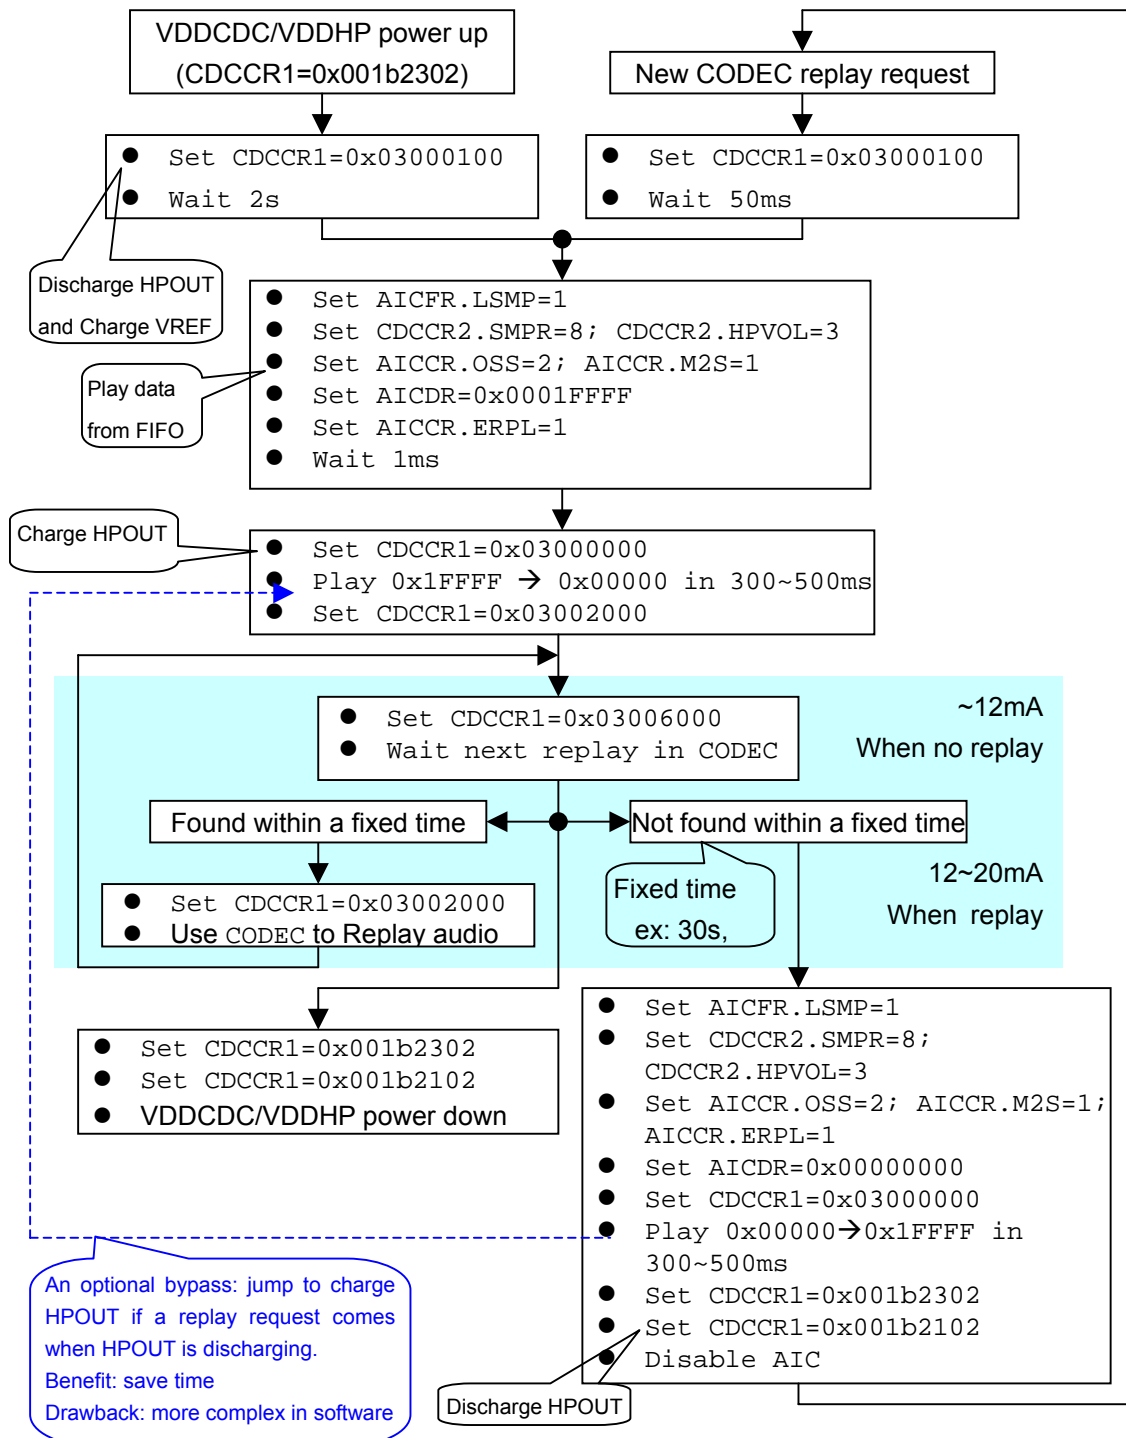 VDDCDC/VDDHP power up
(CDCCR1=0x001b2302)
New CODEC replay request
● Set CDCCR1=0x03000100
● Wait 2s
● Set CDCCR1=0x03000100
● Wait 50ms
Discharge HPOUT
and Charge VREF
● Set AICFR.LSMP=1
● Set CDCCR2.SMPR=8; CDCCR2.HPVOL=3
● Set AICCR.OSS=2; AICCR.M2S=1
● Set AICDR=0x0001FFFF
● Set AICCR.ERPL=1
● Wait 1ms
Play data
from FIFO
Charge HPOUT
● Set CDCCR1=0x03000000
● Play 0x1FFFF → 0x00000 in 300~500ms
● Set CDCCR1=0x03002000
● Set CDCCR1=0x03006000
● Wait next replay in CODEC
~12mA
When no replay
Found within a fixed time
Not found within a fixed time
● Set CDCCR1=0x03002000
● Use CODEC to Replay audio
Fixed time
ex: 30s,
12~20mA
When replay
● Set CDCCR1=0x001b2302
● Set CDCCR1=0x001b2102
● VDDCDC/VDDHP power down
● Set AICFR.LSMP=1
● Set CDCCR2.SMPR=8;
CDCCR2.HPVOL=3
● Set AICCR.OSS=2; AICCR.M2S=1;
AICCR.ERPL=1
● Set AICDR=0x00000000
● Set CDCCR1=0x03000000
● Play 0x00000→0x1FFFF in
300~500ms
● Set CDCCR1=0x001b2302
● Set CDCCR1=0x001b2102
● Disable AIC
An optional bypass: jump to charge
HPOUT if a replay request comes
when HPOUT is discharging.
Benefit: save time
Drawback: more complex in software
Discharge HPOUT